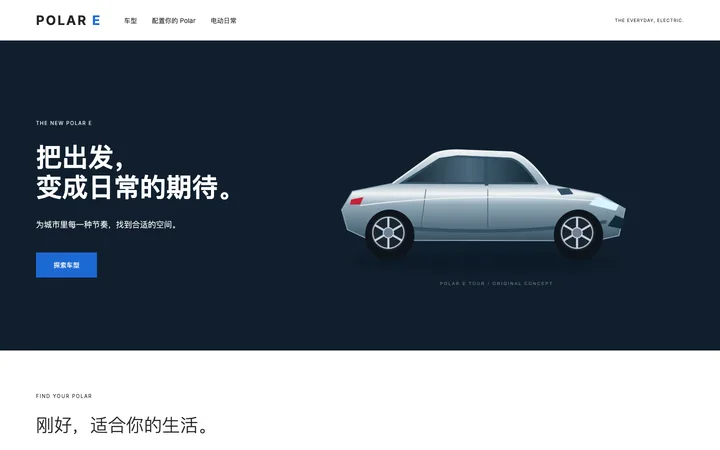 POLAR E
车型
配置你的 Polar
电动日常
THE EVERYDAY, ELECTRIC.
THE NEW POLAR E
把出发，
变成日常的期待。
为城市里每一种节奏，找到合适的空间。
探索车型
POLAR E TOUR / ORIGINAL CONCEPT
FIND YOUR POLAR
刚好，适合你的生活。